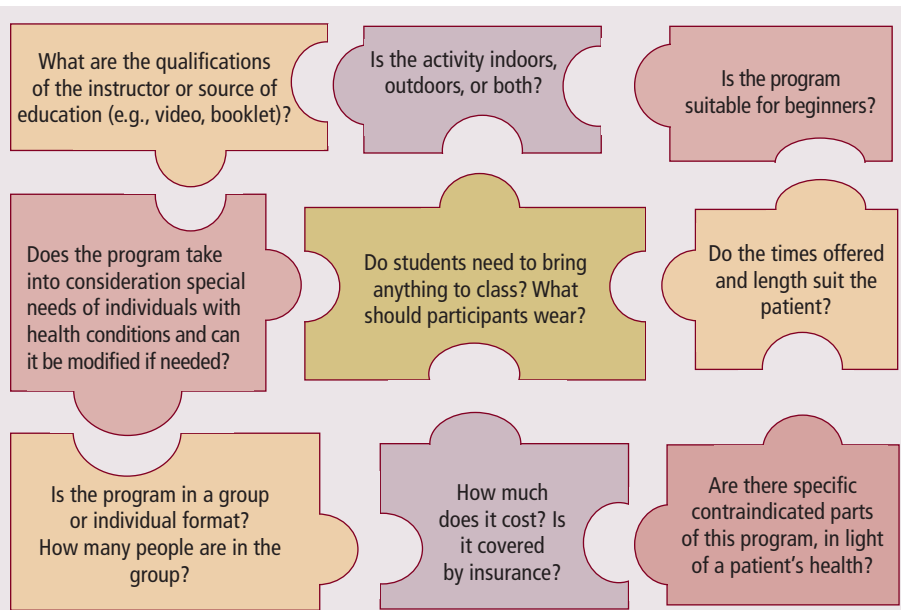 What are the qualifications
of the instructor or source of
education (e.g., video, booklet)?
Is the activity indoors,
outdoors, or both?
Is the program
suitable for beginners?
Does the program take
into consideration special
needs of individuals with
health conditions and can
it be modified if needed?
Do students need to bring
anything to class? What
should participants wear?
Do the times offered
and length suit the
patient?
Is the program in a group
or individual format?
How many people are in the
group?
How much
does it cost? Is
it covered
by insurance?
Are there specific
contraindicated parts
of this program, in light
of a patient’s health?